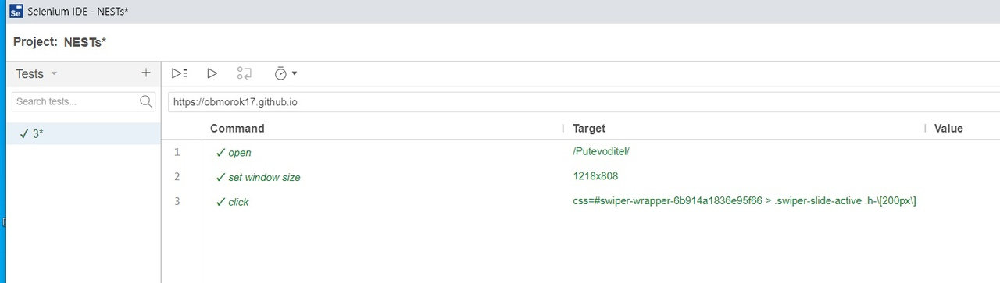 Selenium IDE - NESTs*
Project: NESTs*
Tests
Search tests...
✓ 3*
https://obmorok17.github.io
Command Target Value
1 ✓ open /Putevoditel/
2 ✓ set window size 1218x808
3 ✓ click css=#swiper-wrapper-6b914a1836e95f66 > .swiper-slide-active .h-\[200px\]